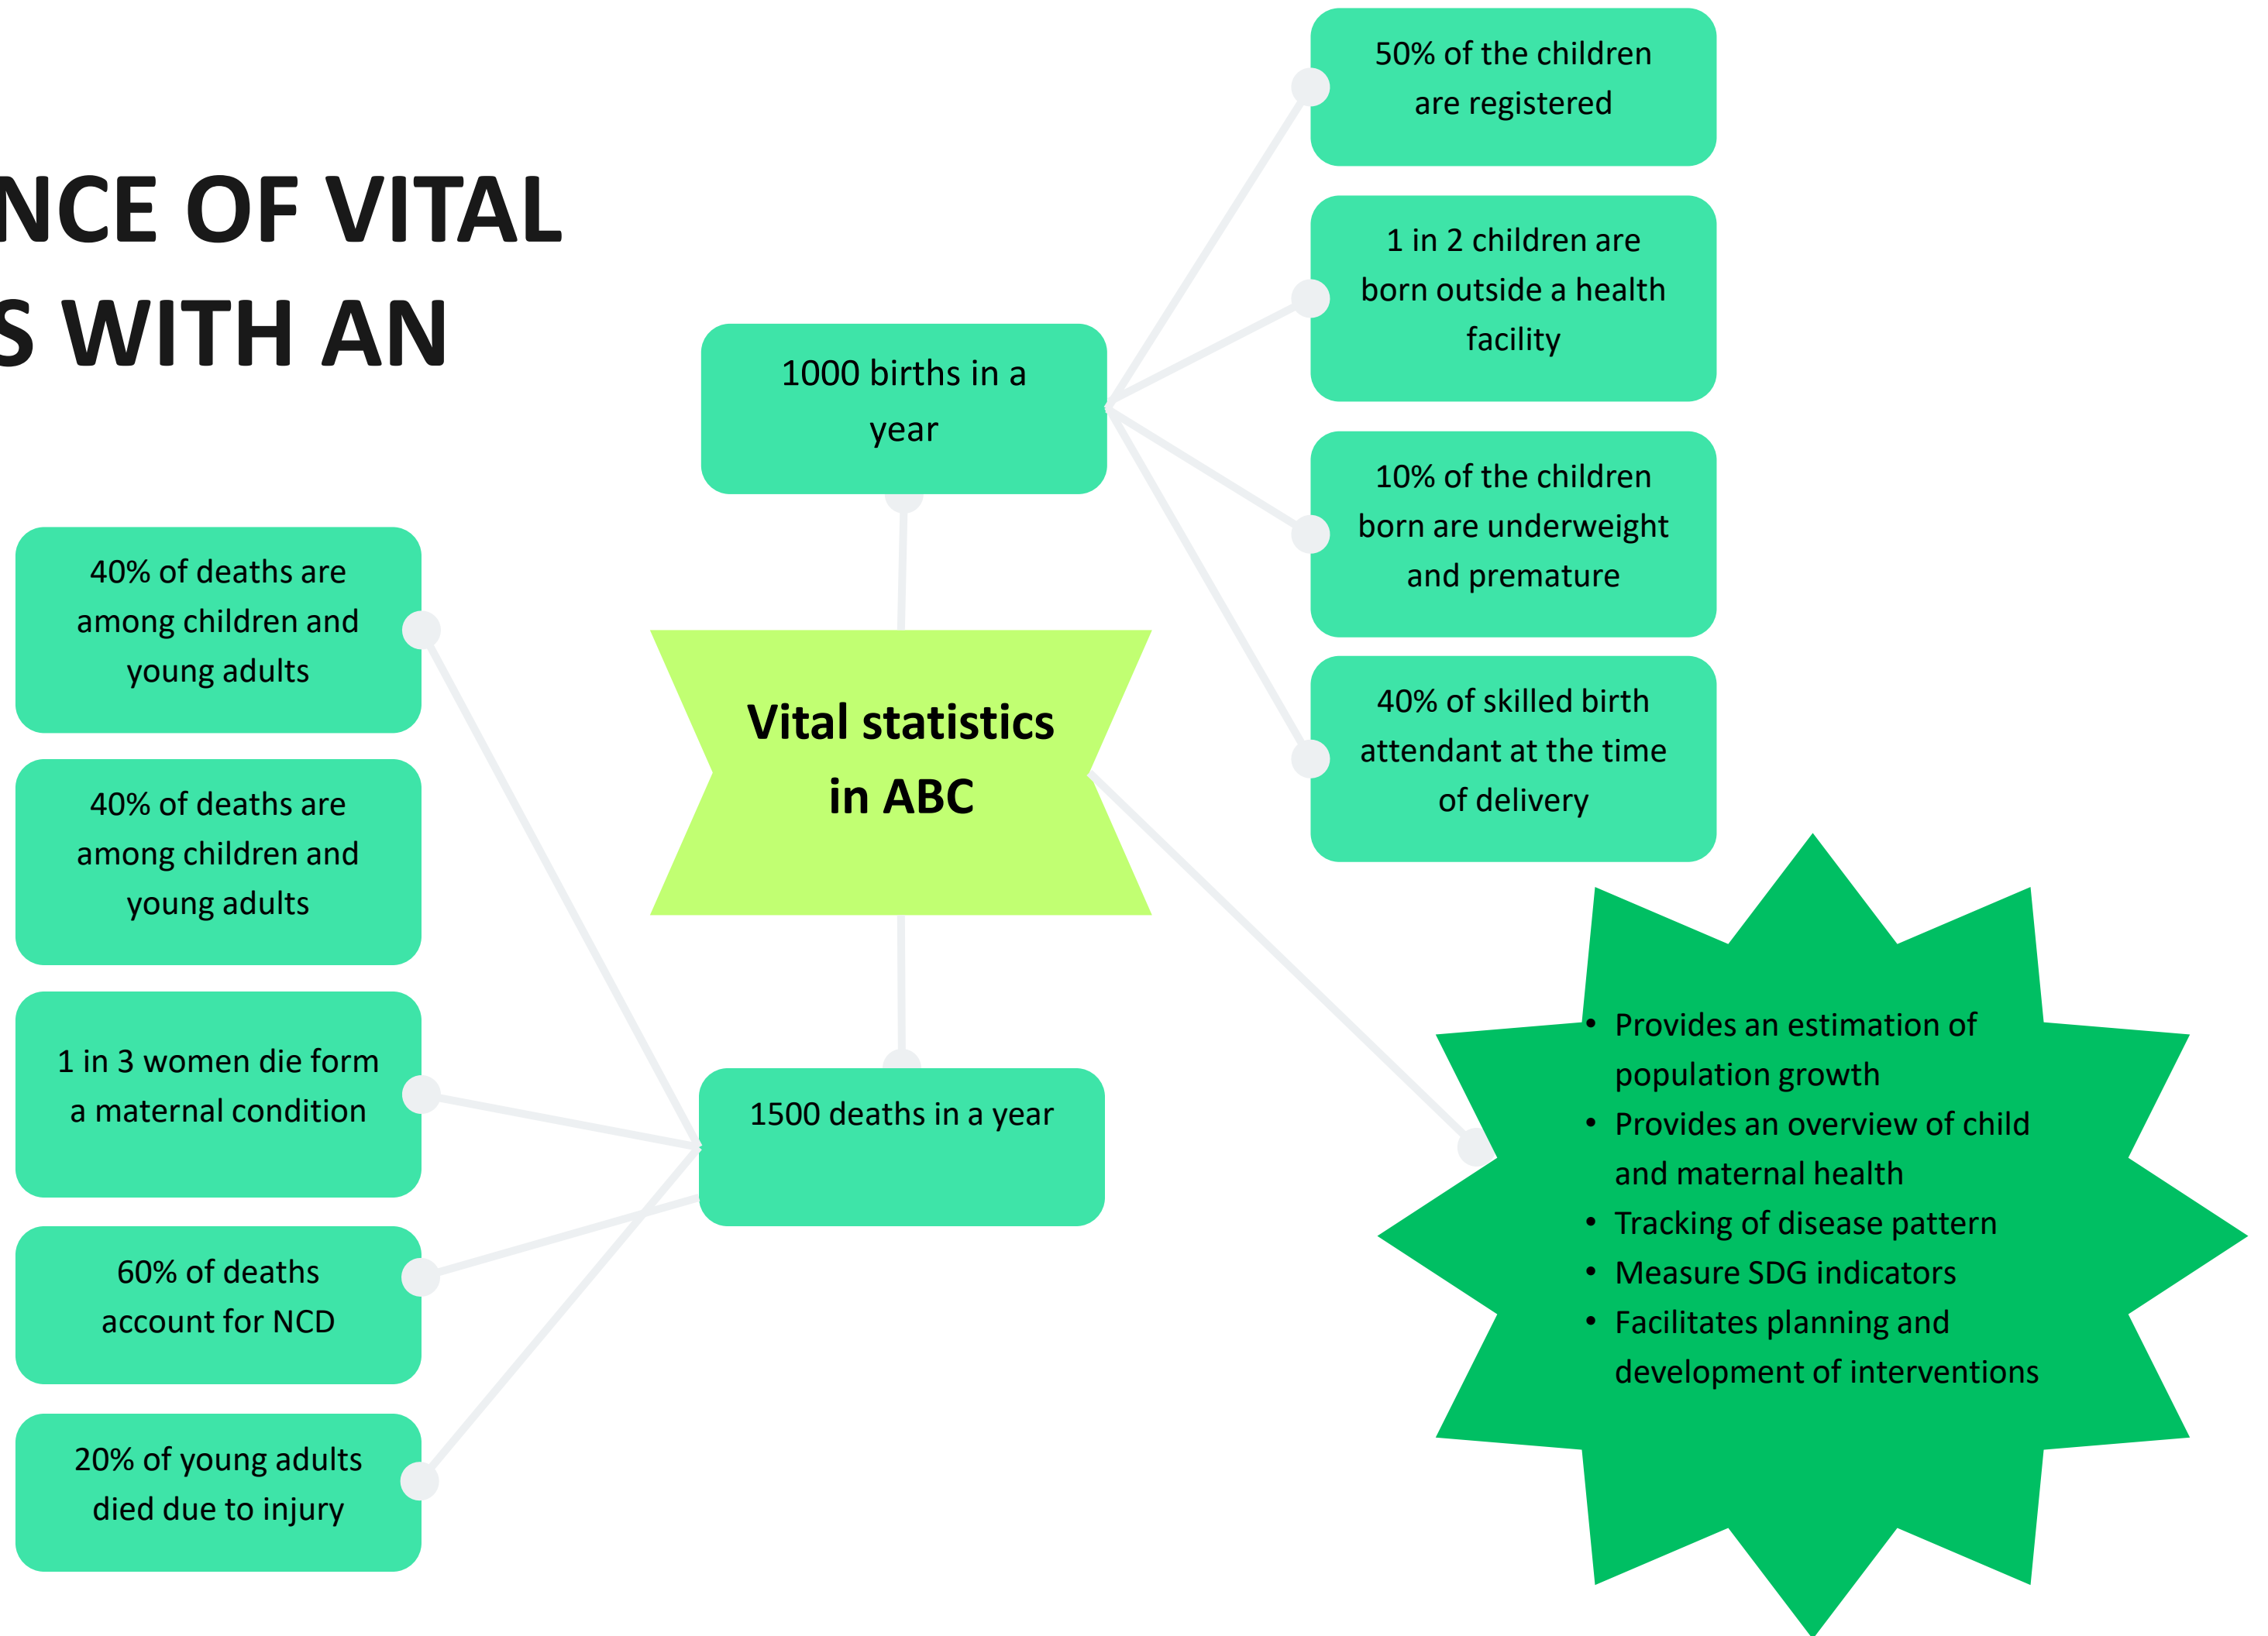 NCE OF VITAL
S WITH AN
50% of the children
are registered
1 in 2 children are
born outside a health
facility
1000 births in a
year
10% of the children
born are underweight
and premature
40% of skilled birth
attendant at the time
of delivery
40% of deaths are
among children and
young adults
Vital statistics
in ABC
40% of deaths are
among children and
young adults
1 in 3 women die form
a maternal condition
1500 deaths in a year
60% of deaths
account for NCD
20% of young adults
died due to injury
• Provides an estimation of
population growth
• Provides an overview of child
and maternal health
• Tracking of disease pattern
• Measure SDG indicators
• Facilitates planning and
development of interventions